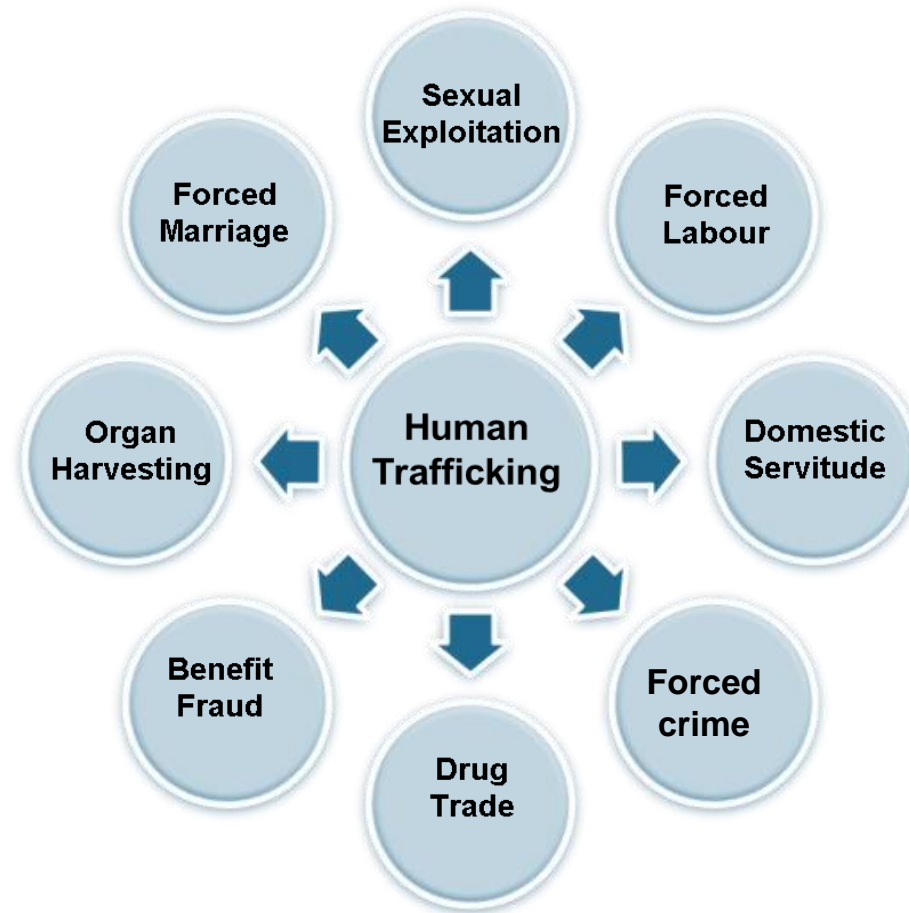 Sexual
Exploitation
Forced
Marriage
Forced
Labour
Organ
Harvesting
Human
Trafficking
Domestic
Servitude
Benefit
Fraud
Forced
crime
Drug
Trade